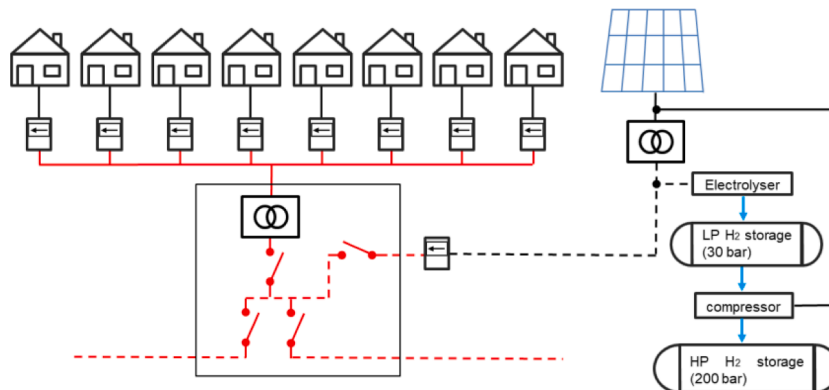 Electrolyser
LP H2 storage
(30 bar)
compressor
HP H2 storage
(200 bar)